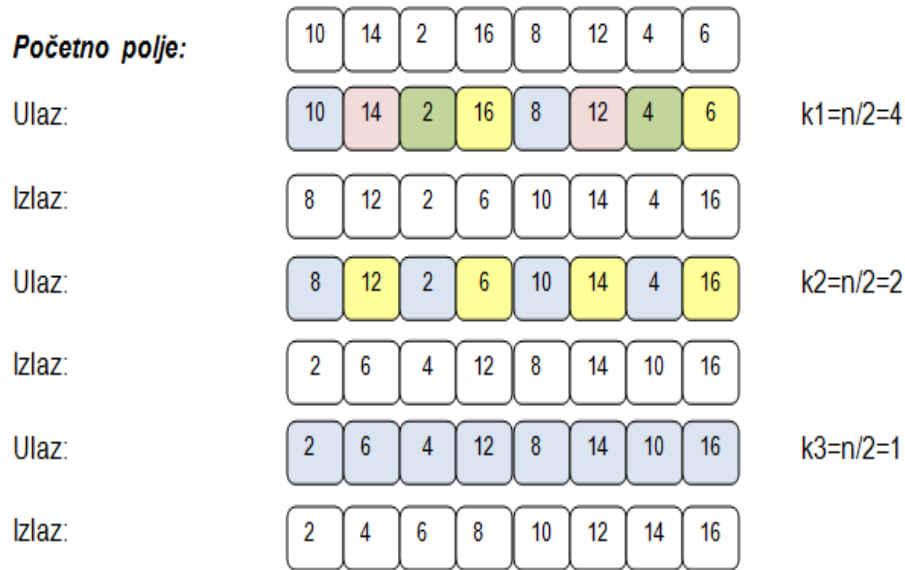 Početno polje: 10 14 2 16 8 12 4 6
Ulaz: 10 14 2 16 8 12 4 6 k1=n/2=4
Izlaz: 8 12 2 6 10 14 4 16
Ulaz: 8 12 2 6 10 14 4 16 k2=n/2=2
Izlaz: 2 6 4 12 8 14 10 16
Ulaz: 2 6 4 12 8 14 10 16 k3=n/2=1
Izlaz: 2 4 6 8 10 12 14 16